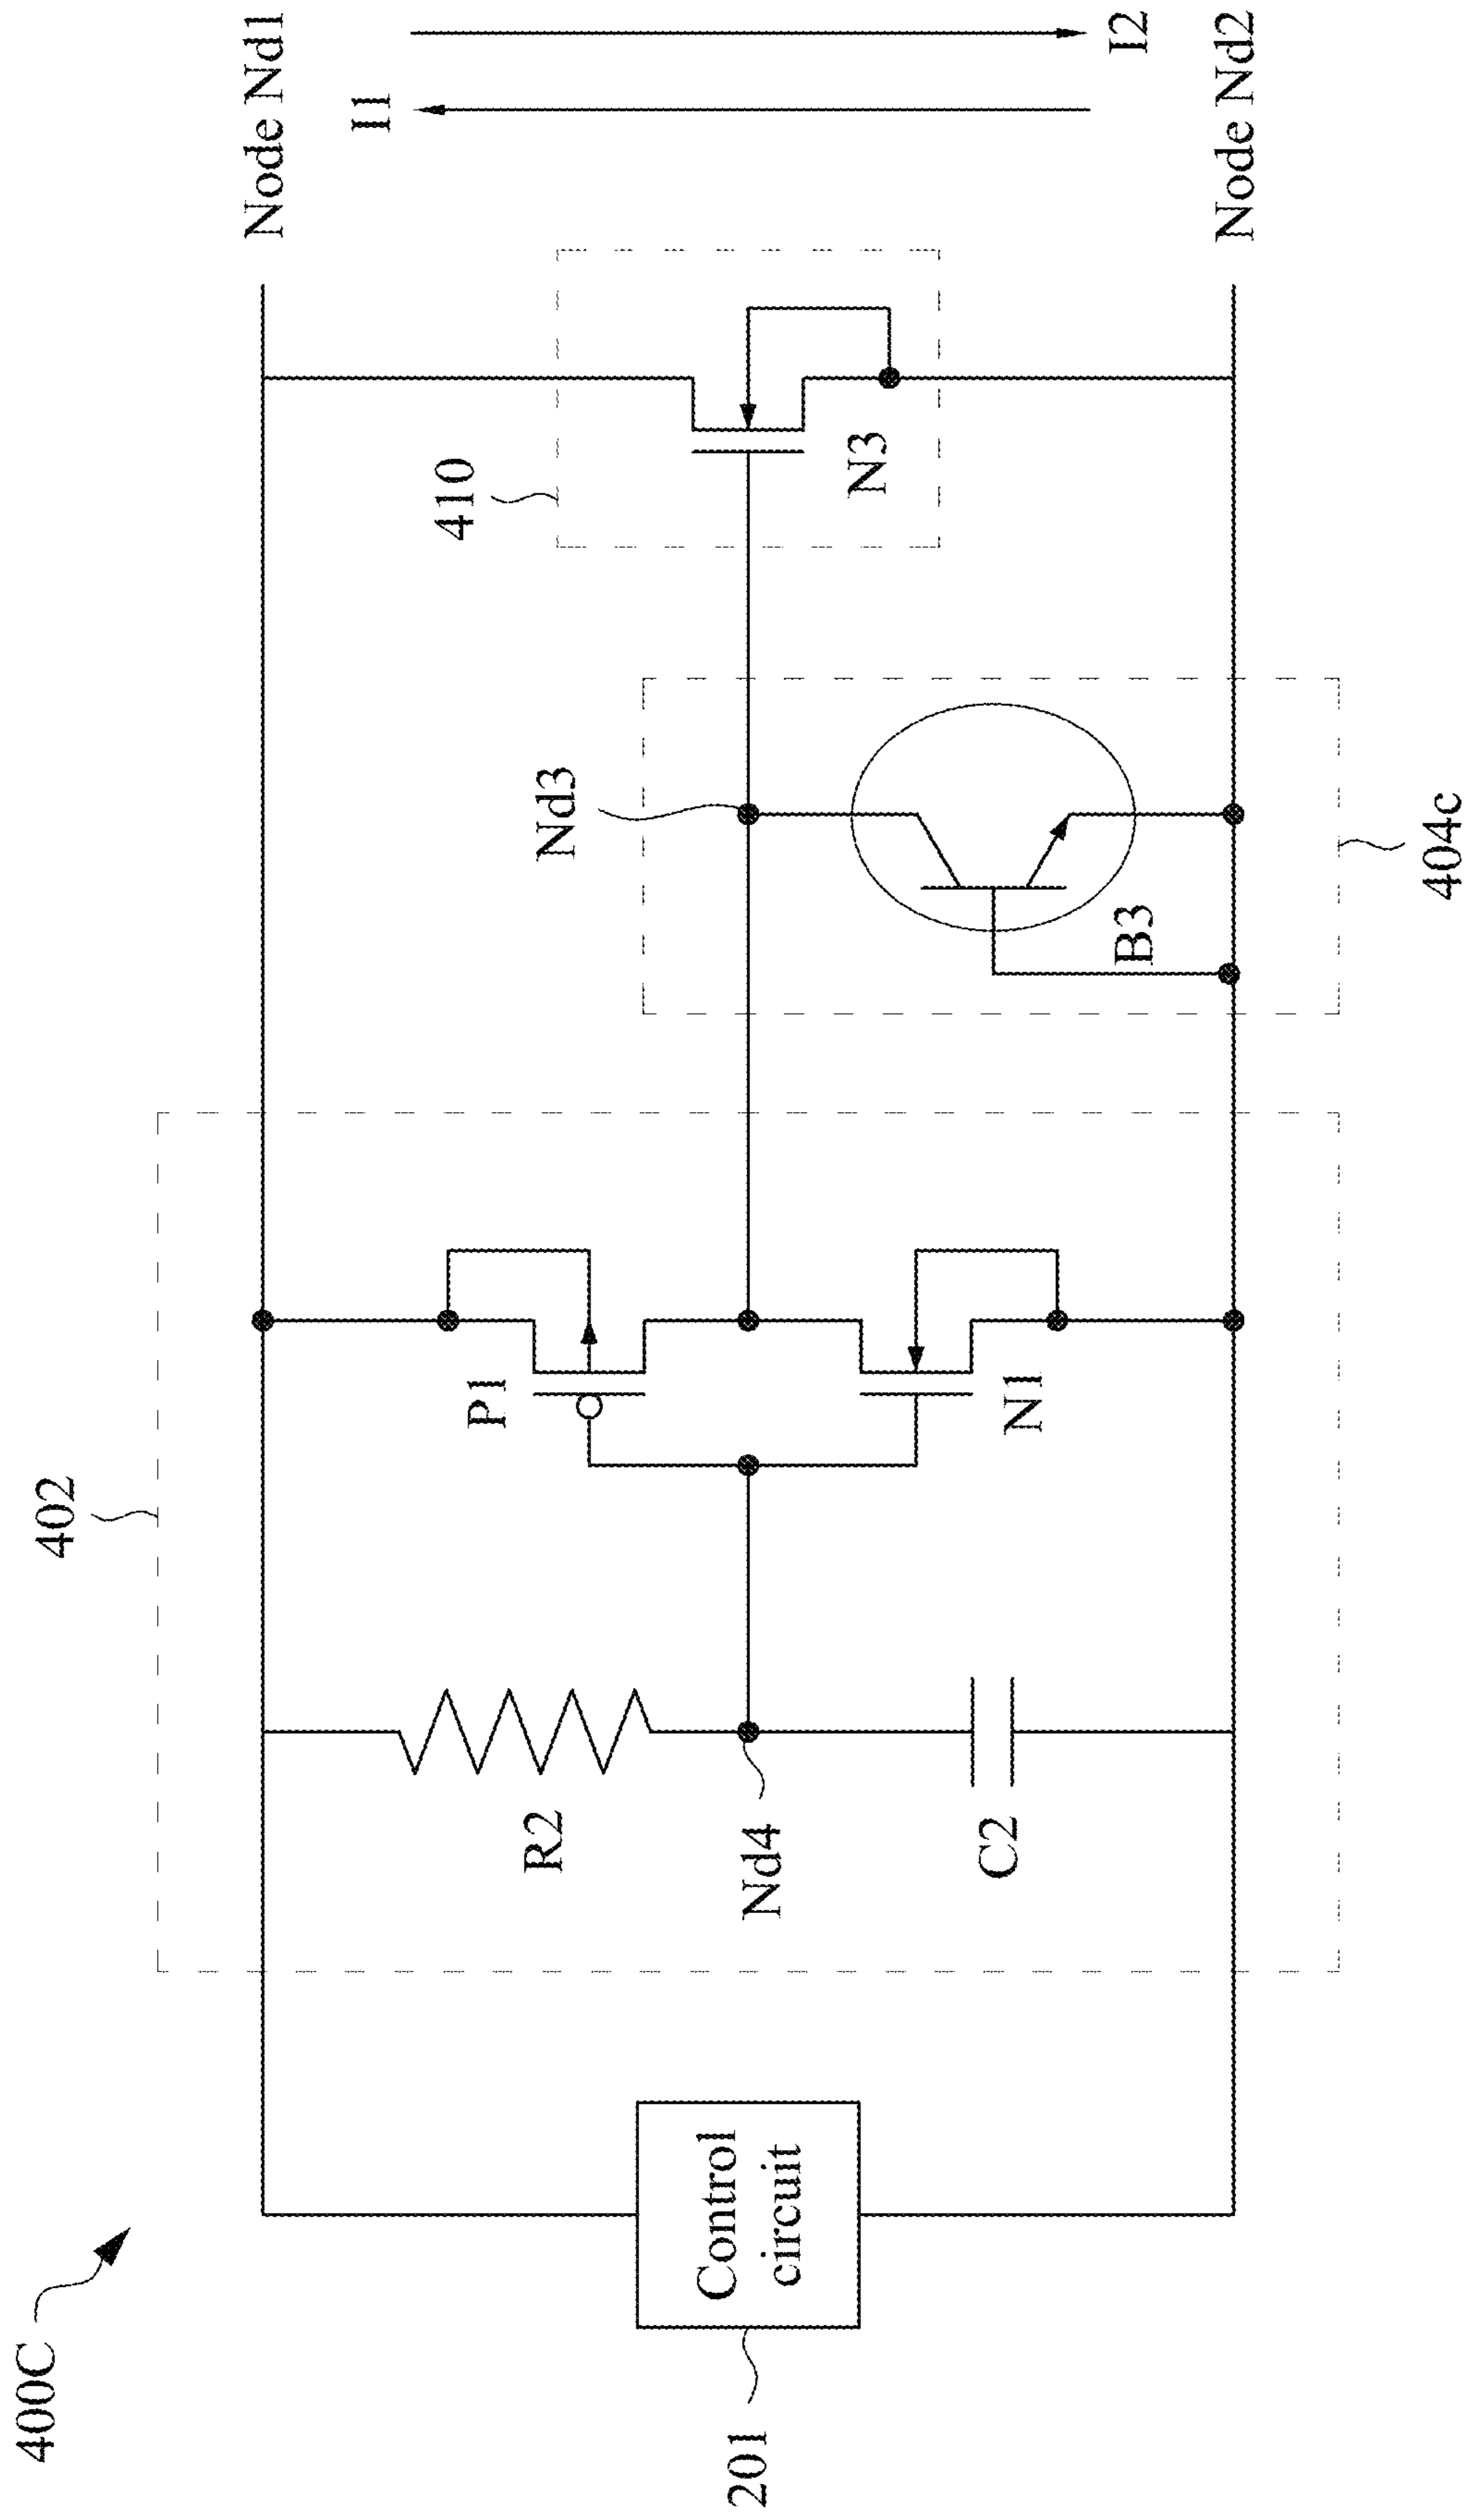 400C
402
Nd3
410
Node Nd1
I1
I2
Node Nd2
R2
P1
Nd4
N3
Control
circuit
201
C2
N1
B3
404c